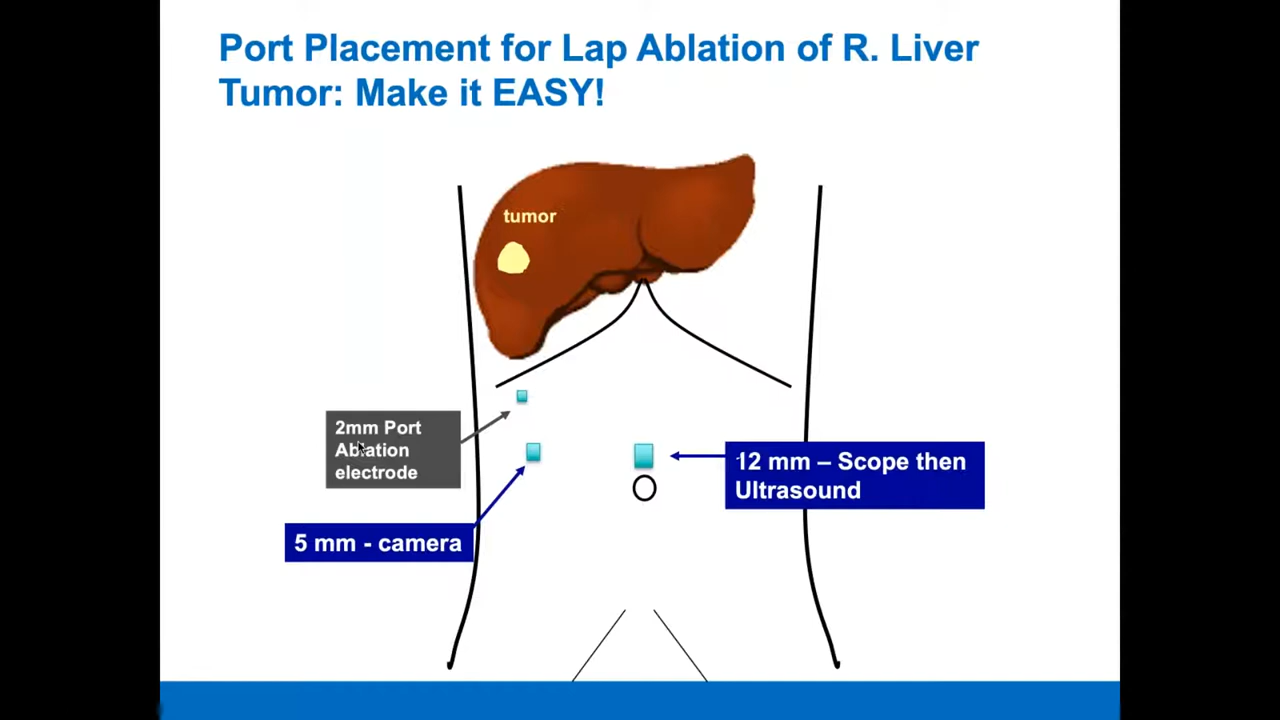 Port Placement for Lap Ablation of R. Liver
Tumor: Make it EASY!
tumor
2mm Port
Ablation
electrode
12 mm – Scope then
Ultrasound
5 mm - camera